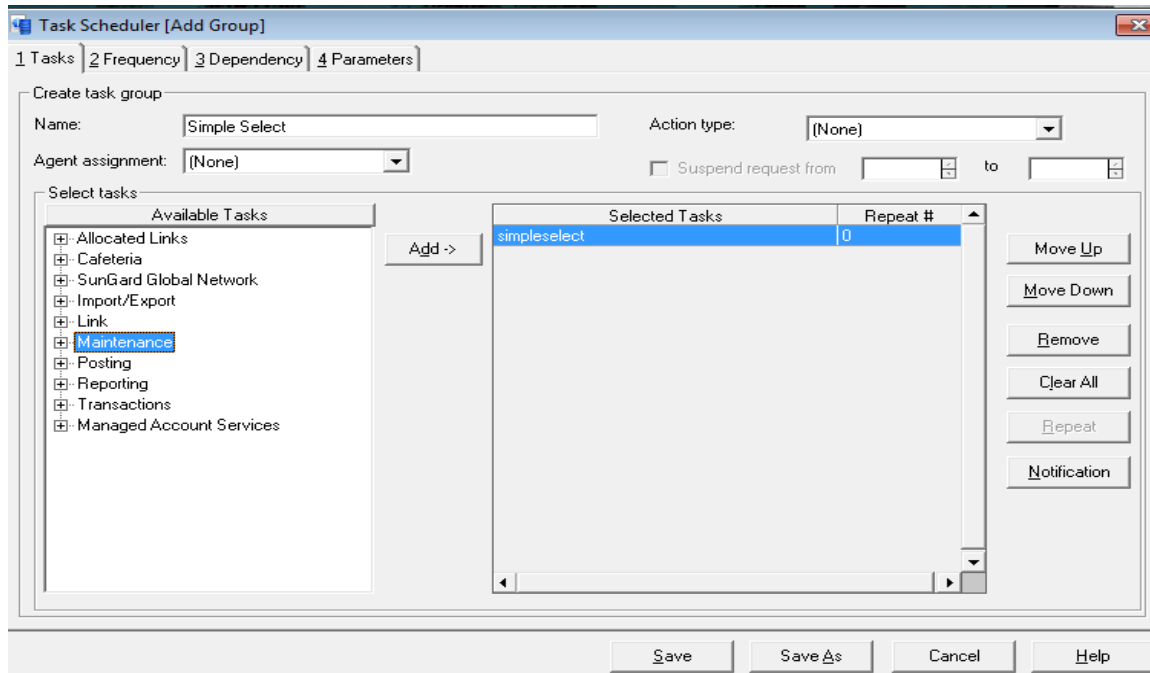 Task Scheduler [Add Group]
1 Tasks 2 Frequency 3 Dependency 4 Parameters
Create task group
Name: Simple Select Action type: (None)
Agent assignment: (None) Suspend request from to
Select tasks
Available Tasks Selected Tasks Repeat #
Allocated Links
Cafeteria
SunGard Global Network
Import/Export
Link
Maintenance
Posting
Reporting
Transactions
Managed Account Services
Add ->
simpleselect 0
Move Up
Move Down
Remove
Clear All
Repeat
Notification
Save Save As Cancel Help